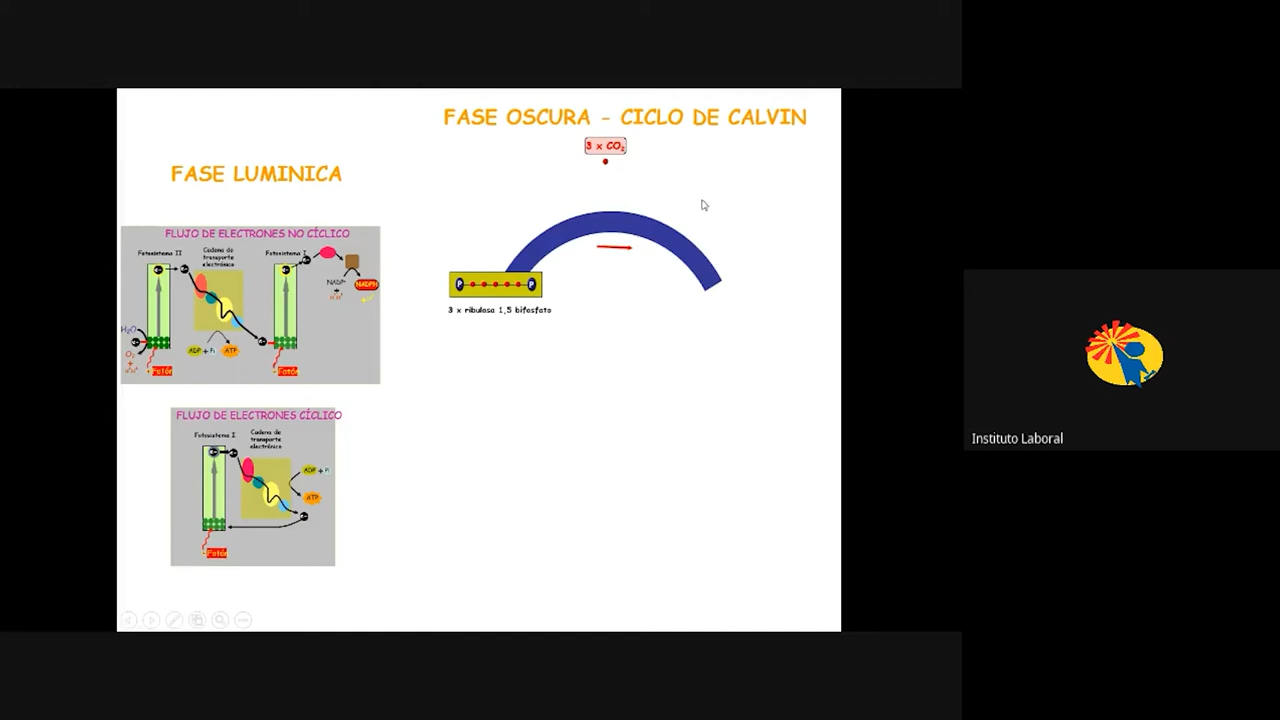 FASE OSCURA - CICLO DE CALVIN
3 x CO₂
FASE LUMINICA
FLUJO DE ELECTRONES NO CÍCLICO
Fotosistema II
Cadena de
transporte
electrónico
Fotosistema I
NADP⁺
+
NADPH
H₂O
O₂
+
ADP + Pi
ATP
Fotón
Fotón
P
P
3 x ribulosa 1,5 bifosfato
FLUJO DE ELECTRONES CÍCLICO
Fotosistema I
Cadena de
transporte
electrónico
ADP + Pi
ATP
Fotón
Instituto Laboral